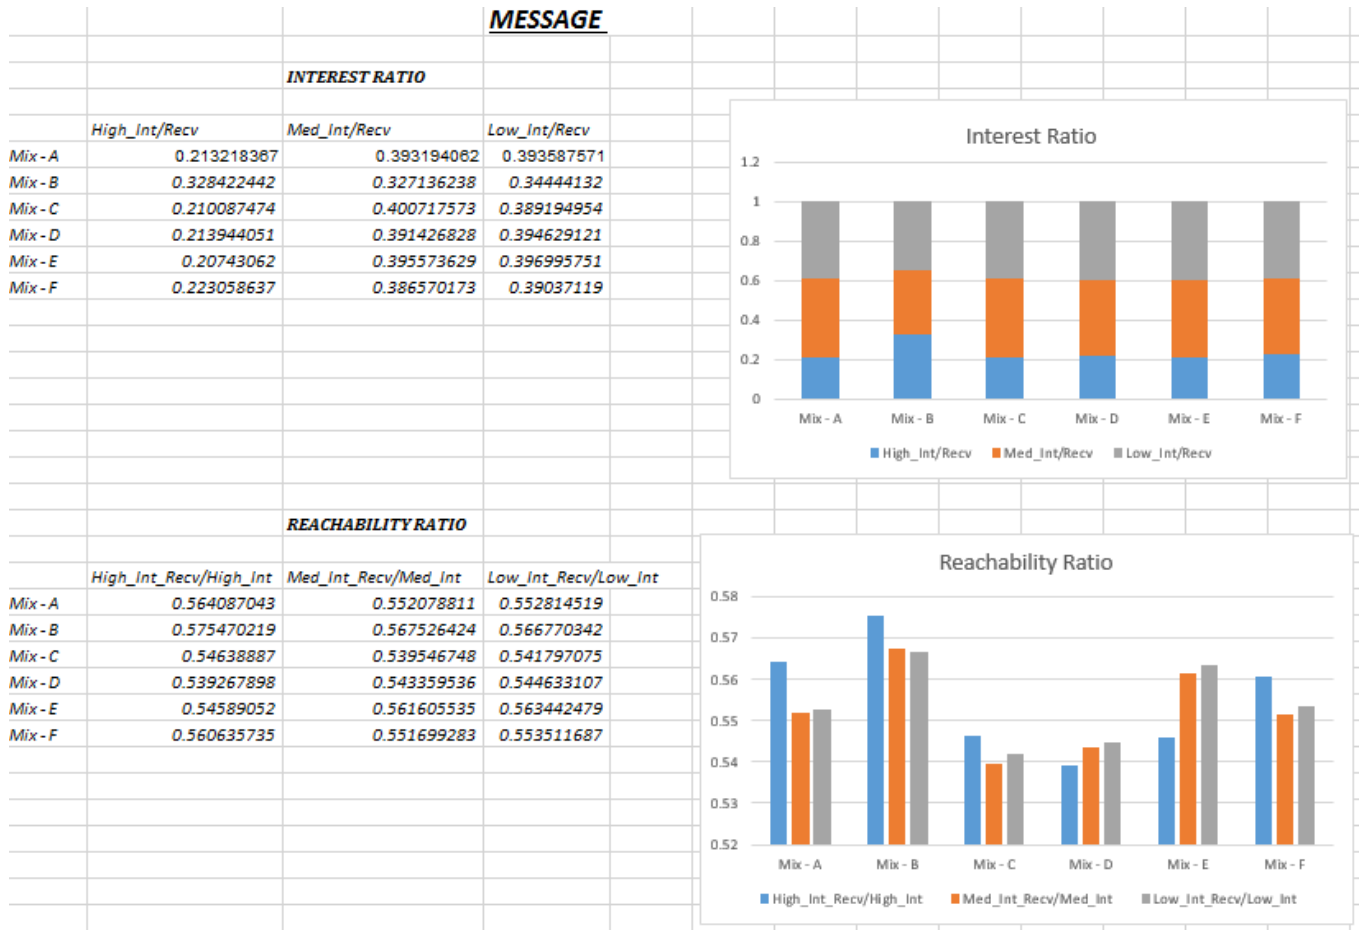 MESSAGE
INTEREST RATIO
High_Int/Recv Med_Int/Recv Low_Int/Recv
Mix - A 0.213218367 0.393194062 0.393587571
Mix - B 0.328422442 0.327136238 0.34444132
Mix - C 0.210087474 0.400717573 0.389194954
Mix - D 0.213944051 0.391426828 0.394629121
Mix - E 0.20743062 0.395573629 0.396995751
Mix - F 0.223058637 0.386570173 0.39037119
Interest Ratio
1.2
1
0.8
0.6
0.4
0.2
0
Mix - A Mix - B Mix - C Mix - D Mix - E Mix - F
High_Int/Recv Med_Int/Recv Low_Int/Recv
REACHABILITY RATIO
High_Int_Recv/High_Int Med_Int_Recv/Med_Int Low_Int_Recv/Low_Int
Mix - A 0.564087043 0.552078811 0.552814519
Mix - B 0.575470219 0.567526424 0.566770342
Mix - C 0.54638887 0.539546748 0.541797075
Mix - D 0.539267898 0.543359536 0.544633107
Mix - E 0.54589052 0.561605535 0.563442479
Mix - F 0.560635735 0.551699283 0.553511687
Reachability Ratio
0.58
0.57
0.56
0.55
0.54
0.53
0.52
Mix - A Mix - B Mix - C Mix - D Mix - E Mix - F
High_Int_Recv/High_Int Med_Int_Recv/Med_Int Low_Int_Recv/Low_Int